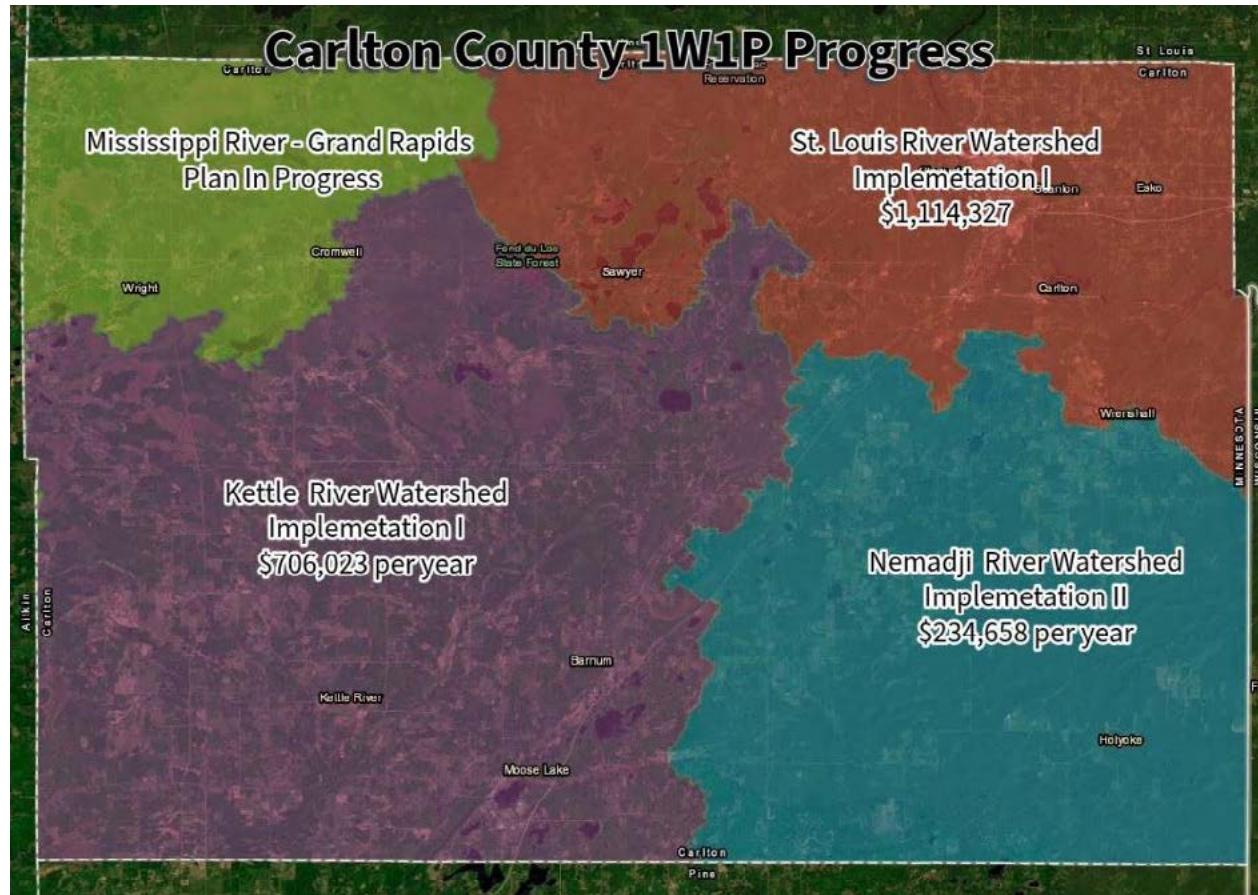 Carlton County 1W1P Progress
St Louis
Carlton
Carlton
Reservation
Mississippi River - Grand Rapids
Plan In Progress
St. Louis River Watershed
Implemetation I
$1,114,327
Scanlon
Esko
Cromwell
Fond du Lac
State Forest
Sawyer
Wright
Carlton
Wrenshall
MINNESOTA
WISCONSIN
Kettle River Watershed
Implemetation I
$706,023 per year
Nemadji River Watershed
Implemetation II
$234,658 per year
Aitkin
Carlton
Barnum
Kettle River
Moose Lake
Holyoke
Carlton
Pine